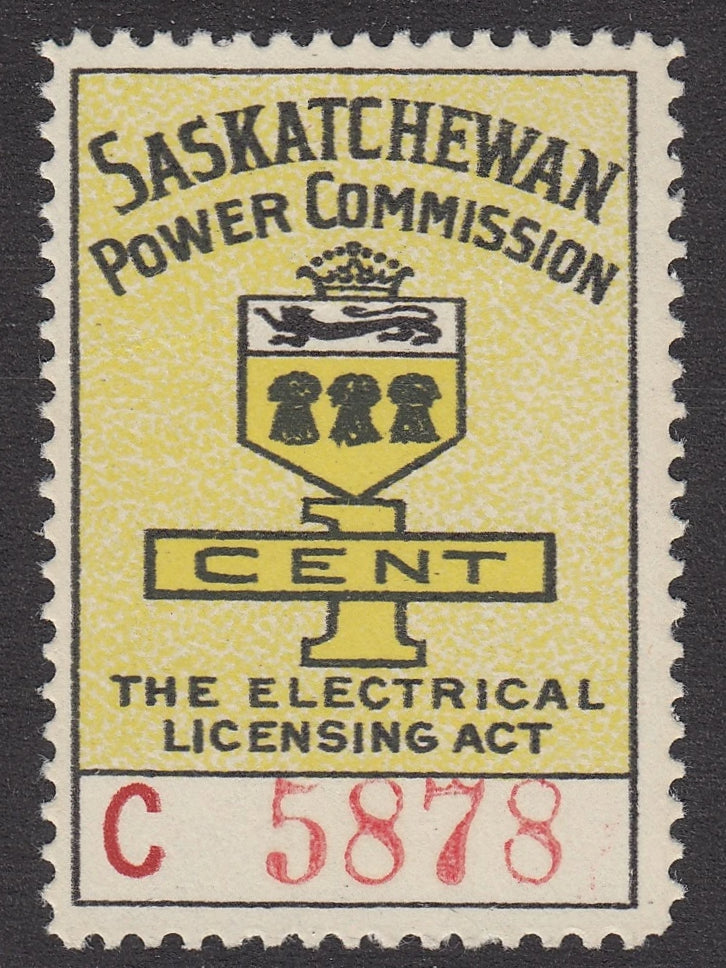 SASKATCHEWAN
POWER COMMISSION
1
CENT
THE ELECTRICAL
LICENSING ACT
C 5878